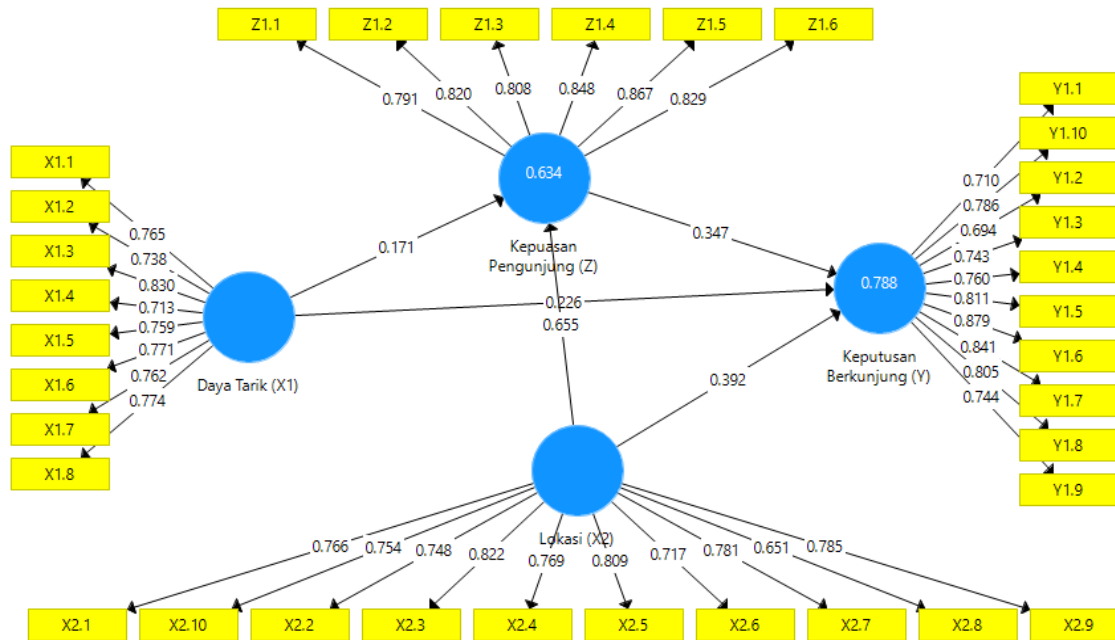 Z1.1 Z1.2 Z1.3 Z1.4 Z1.5 Z1.6
0.791 0.820 0.808 0.848 0.867 0.829
X1.1
X1.2
X1.3
X1.4
X1.5
X1.6
X1.7
X1.8
0.765
0.738
0.830
0.713
0.759
0.771
0.762
0.774
Daya Tarik (X1)
0.171
0.634
Kepuasan
Pengunjung (Z)
0.347
0.226
0.655
0.392
0.788
Keputusan
Berkunjung (Y)
0.710
0.786
0.694
0.743
0.760
0.811
0.879
0.841
0.805
0.744
Y1.1
Y1.10
Y1.2
Y1.3
Y1.4
Y1.5
Y1.6
Y1.7
Y1.8
Y1.9
Lokasi (X2)
0.766 0.754 0.748 0.822 0.769 0.809 0.717 0.781 0.651 0.785
X2.1 X2.10 X2.2 X2.3 X2.4 X2.5 X2.6 X2.7 X2.8 X2.9